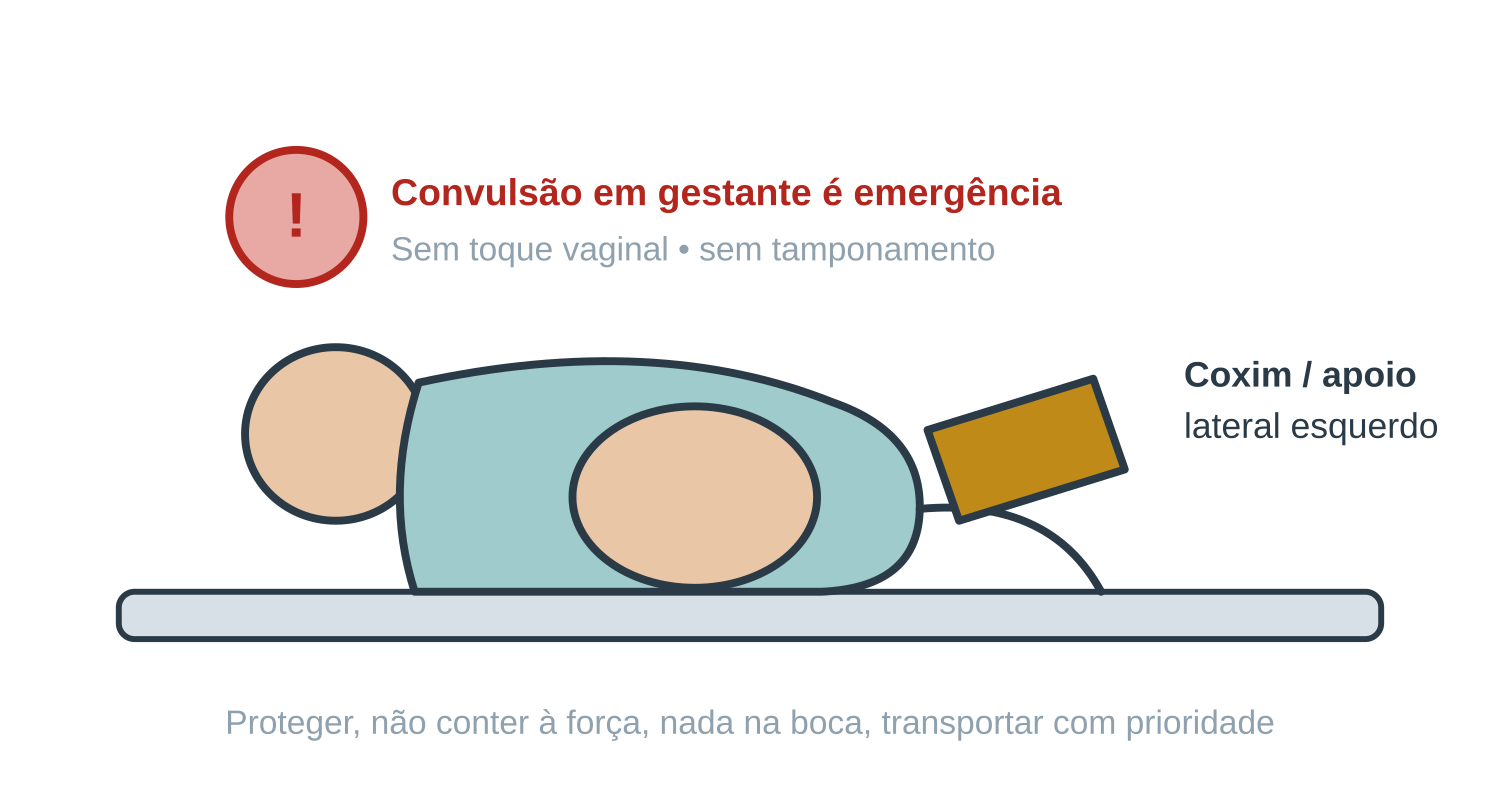 !
Convulsão em gestante é emergência
Sem toque vaginal • sem tamponamento
Coxim / apoio
lateral esquerdo
Proteger, não conter à força, nada na boca, transportar com prioridade